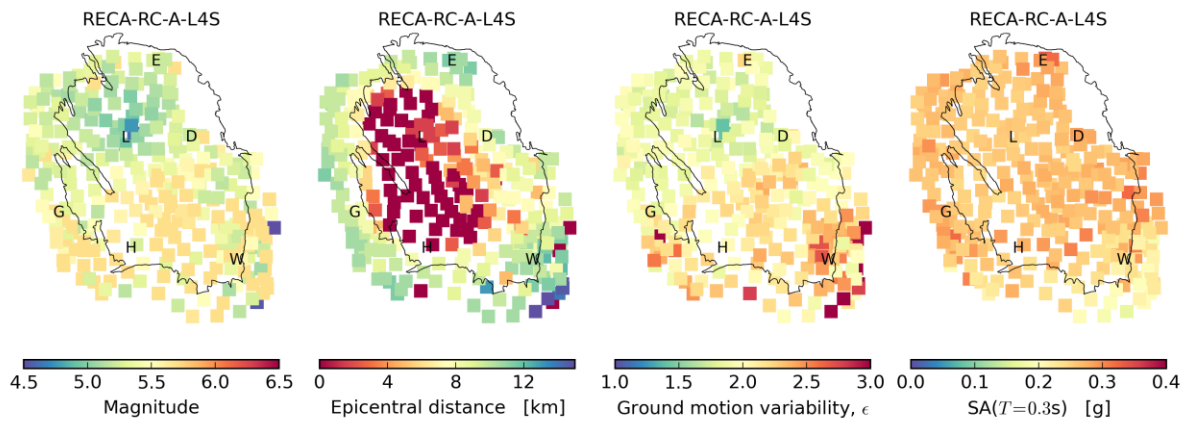 RECA-RC-A-L4S RECA-RC-A-L4S RECA-RC-A-L4S RECA-RC-A-L4S
E E E E
L D L D L D L D
G G G G
H H H H
W W W W
4.5 5.0 5.5 6.0 6.5 0 4 8 12 1.0 1.5 2.0 2.5 3.0 0.0 0.1 0.2 0.3 0.4
Magnitude Epicentral distance [km] Ground motion variability, ϵ SA(T=0.3s) [g]